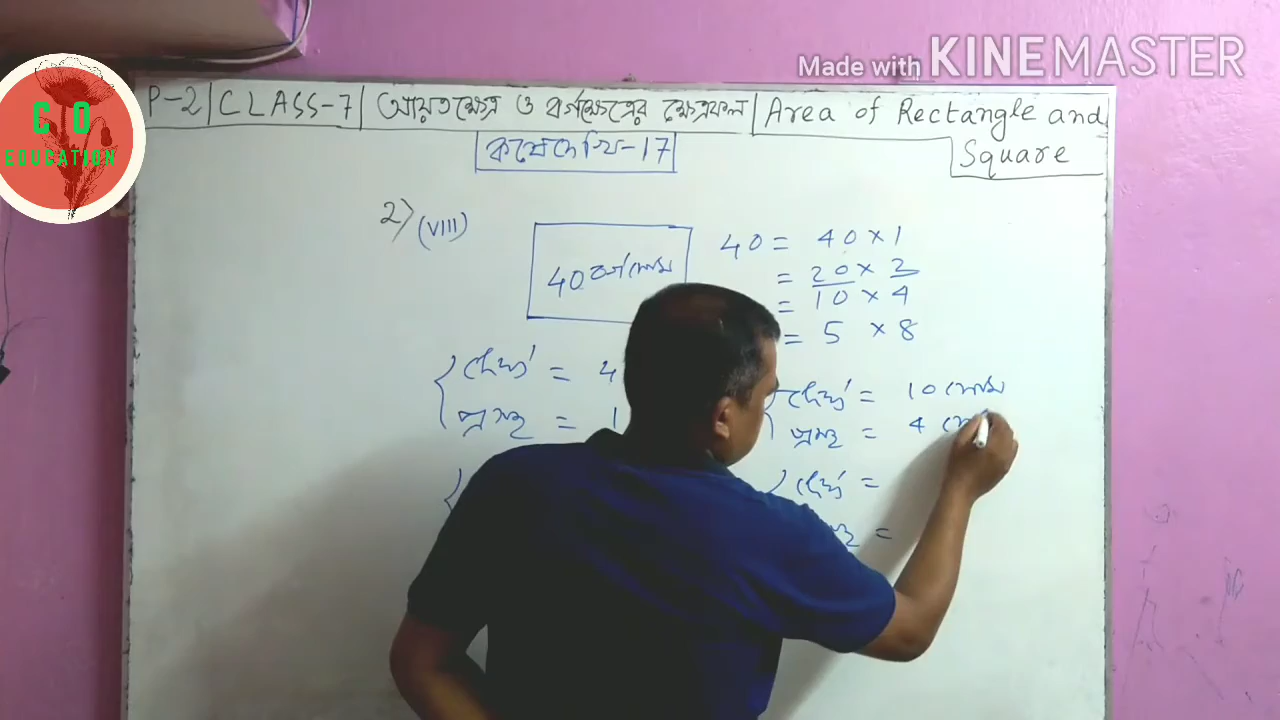 Made with KINEMASTER
CO
EDUCATION
P-2 | CLASS-7 | আয়তক্ষেত্র ও বর্গক্ষেত্রের ক্ষেত্রফল | Area of Rectangle and
Square
কষে দেখি-17
2) (VIII)
40 বর্গসেমি
40 = 40 × 1
= 20 × 2
= 10 × 4
= 5 × 8
দৈর্ঘ্য = 4
প্রস্থ = 1
দৈর্ঘ্য = 10 সেমি
প্রস্থ = 4
দৈর্ঘ্য =
=